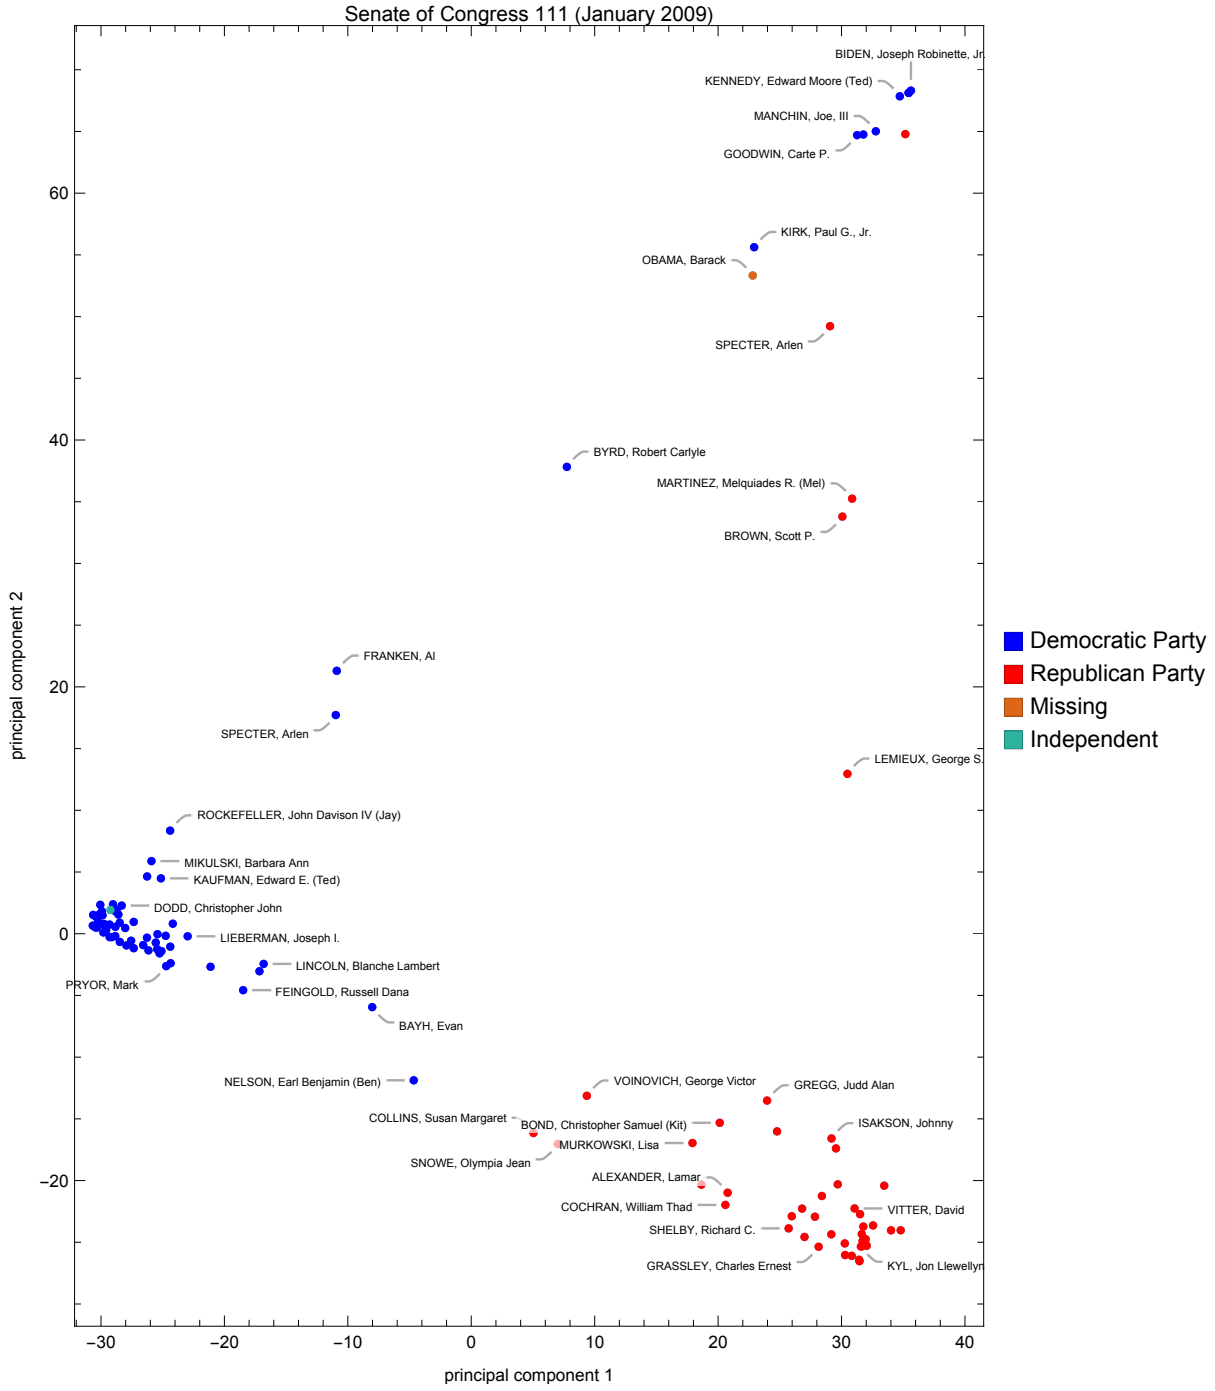 Senate of Congress 111 (January 2009)
BIDEN, Joseph Robinette, Jr.
KENNEDY, Edward Moore (Ted)
MANCHIN, Joe, III
GOODWIN, Carte P.
60
KIRK, Paul G., Jr.
OBAMA, Barack
SPECTER, Arlen
40
BYRD, Robert Carlyle
MARTINEZ, Melquiades R. (Mel)
BROWN, Scott P.
principal component 2
FRANKEN, Al
Democratic Party
Republican Party
Missing
Independent
20
SPECTER, Arlen
LEMIEUX, George S.
ROCKEFELLER, John Davison IV (Jay)
MIKULSKI, Barbara Ann
KAUFMAN, Edward E. (Ted)
DODD, Christopher John
0
LIEBERMAN, Joseph I.
LINCOLN, Blanche Lambert
PRYOR, Mark
FEINGOLD, Russell Dana
BAYH, Evan
NELSON, Earl Benjamin (Ben)
VOINOVICH, George Victor
GREGG, Judd Alan
COLLINS, Susan Margaret
BOND, Christopher Samuel (Kit)
ISAKSON, Johnny
MURKOWSKI, Lisa
SNOWE, Olympia Jean
ALEXANDER, Lamar
−20
COCHRAN, William Thad
VITTER, David
SHELBY, Richard C.
GRASSLEY, Charles Ernest
KYL, Jon Llewellyn
−30 −20 −10 0 10 20 30 40
principal component 1